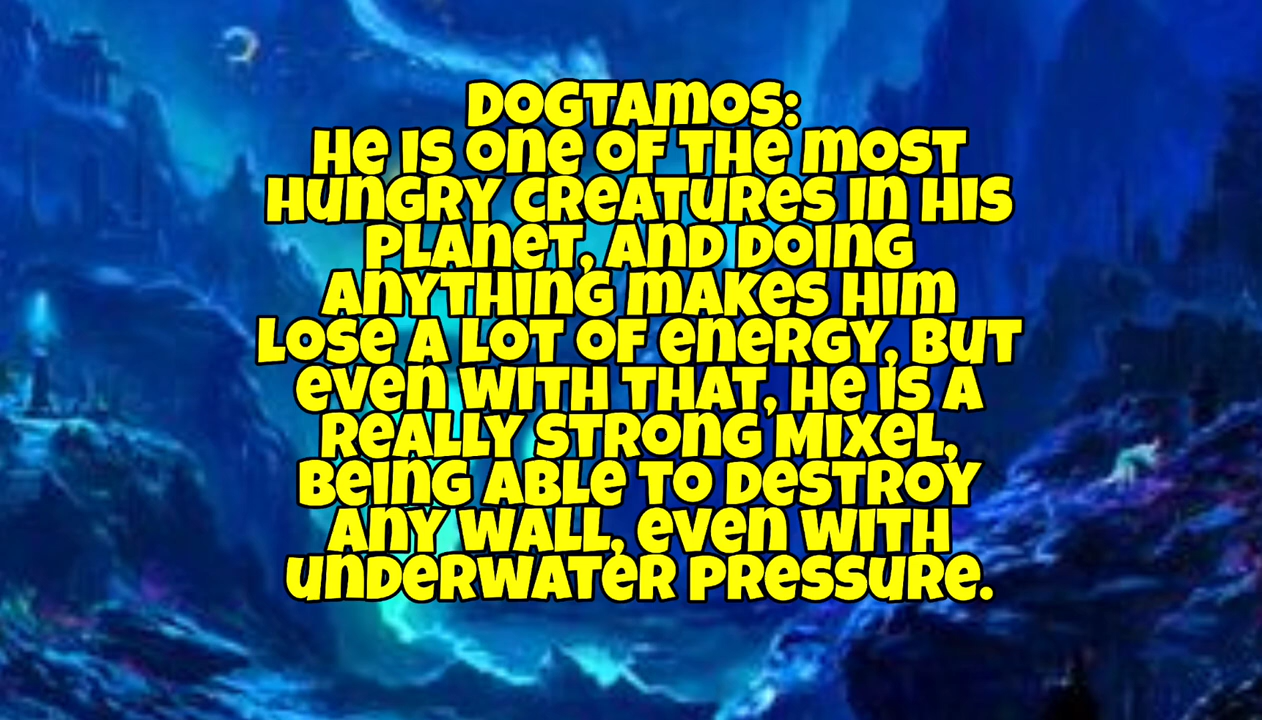 DOGTAMOS:
HE IS ONE OF THE MOST
HUNGRY CREATURES IN HIS
PLANET, AND DOING
ANYTHING MAKES HIM
LOSE A LOT OF ENERGY, BUT
EVEN WITH THAT, HE IS A
REALLY STRONG MIXEL,
BEING ABLE TO DESTROY
ANY WALL, EVEN WITH
UNDERWATER PRESSURE.